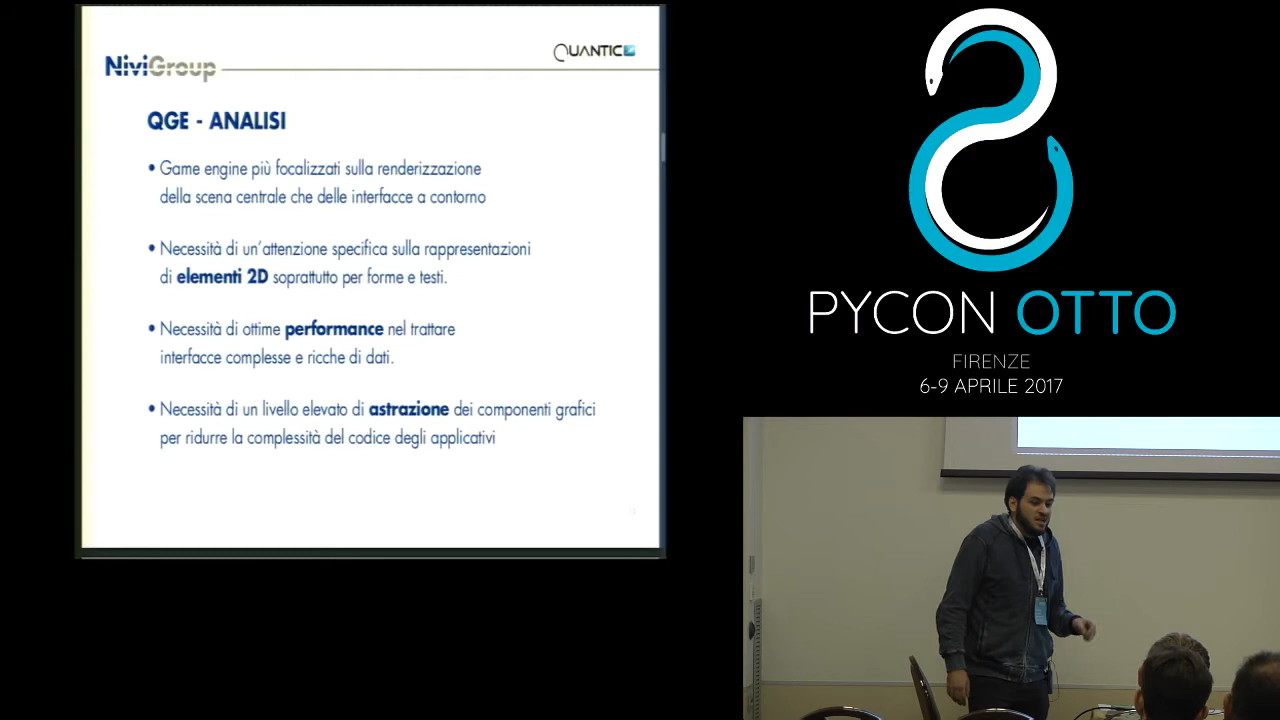 NiviGroup
QUANTIC
QGE - ANALISI
• Game engine più focalizzati sulla renderizzazione
della scena centrale che delle interfacce a contorno
• Necessità di un'attenzione specifica sulla rappresentazioni
di elementi 2D soprattutto per forme e testi.
• Necessità di ottime performance nel trattare
interfacce complesse e ricche di dati.
• Necessità di un livello elevato di astrazione dei componenti grafici
per ridurre la complessità del codice degli applicativi
PYCON OTTO
FIRENZE
6-9 APRILE 2017